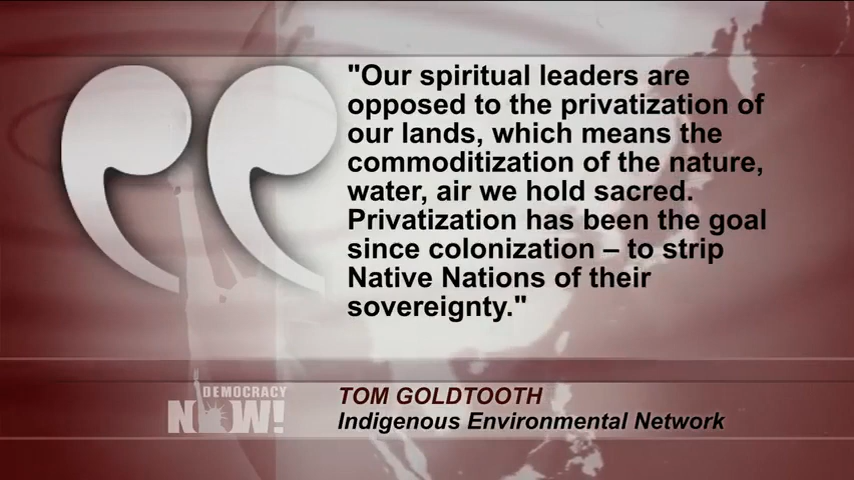 "Our spiritual leaders are
opposed to the privatization of
our lands, which means the
commoditization of the nature,
water, air we hold sacred.
Privatization has been the goal
since colonization – to strip
Native Nations of their
sovereignty."
DEMOCRACY
NOW!
TOM GOLDTOOTH
Indigenous Environmental Network